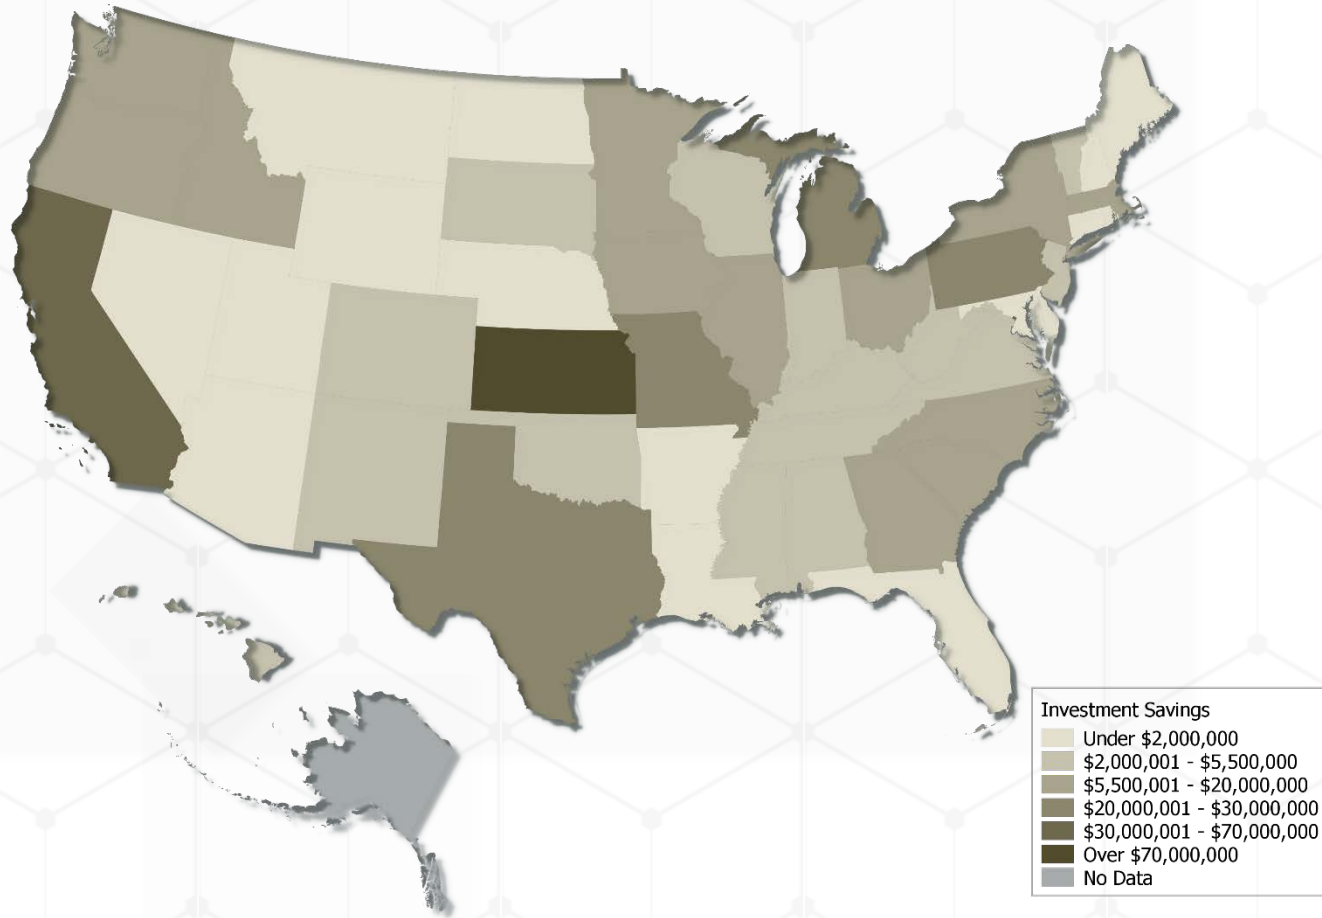 Investment Savings
Under $2,000,000
$2,000,001 - $5,500,000
$5,500,001 - $20,000,000
$20,000,001 - $30,000,000
$30,000,001 - $70,000,000
Over $70,000,000
No Data